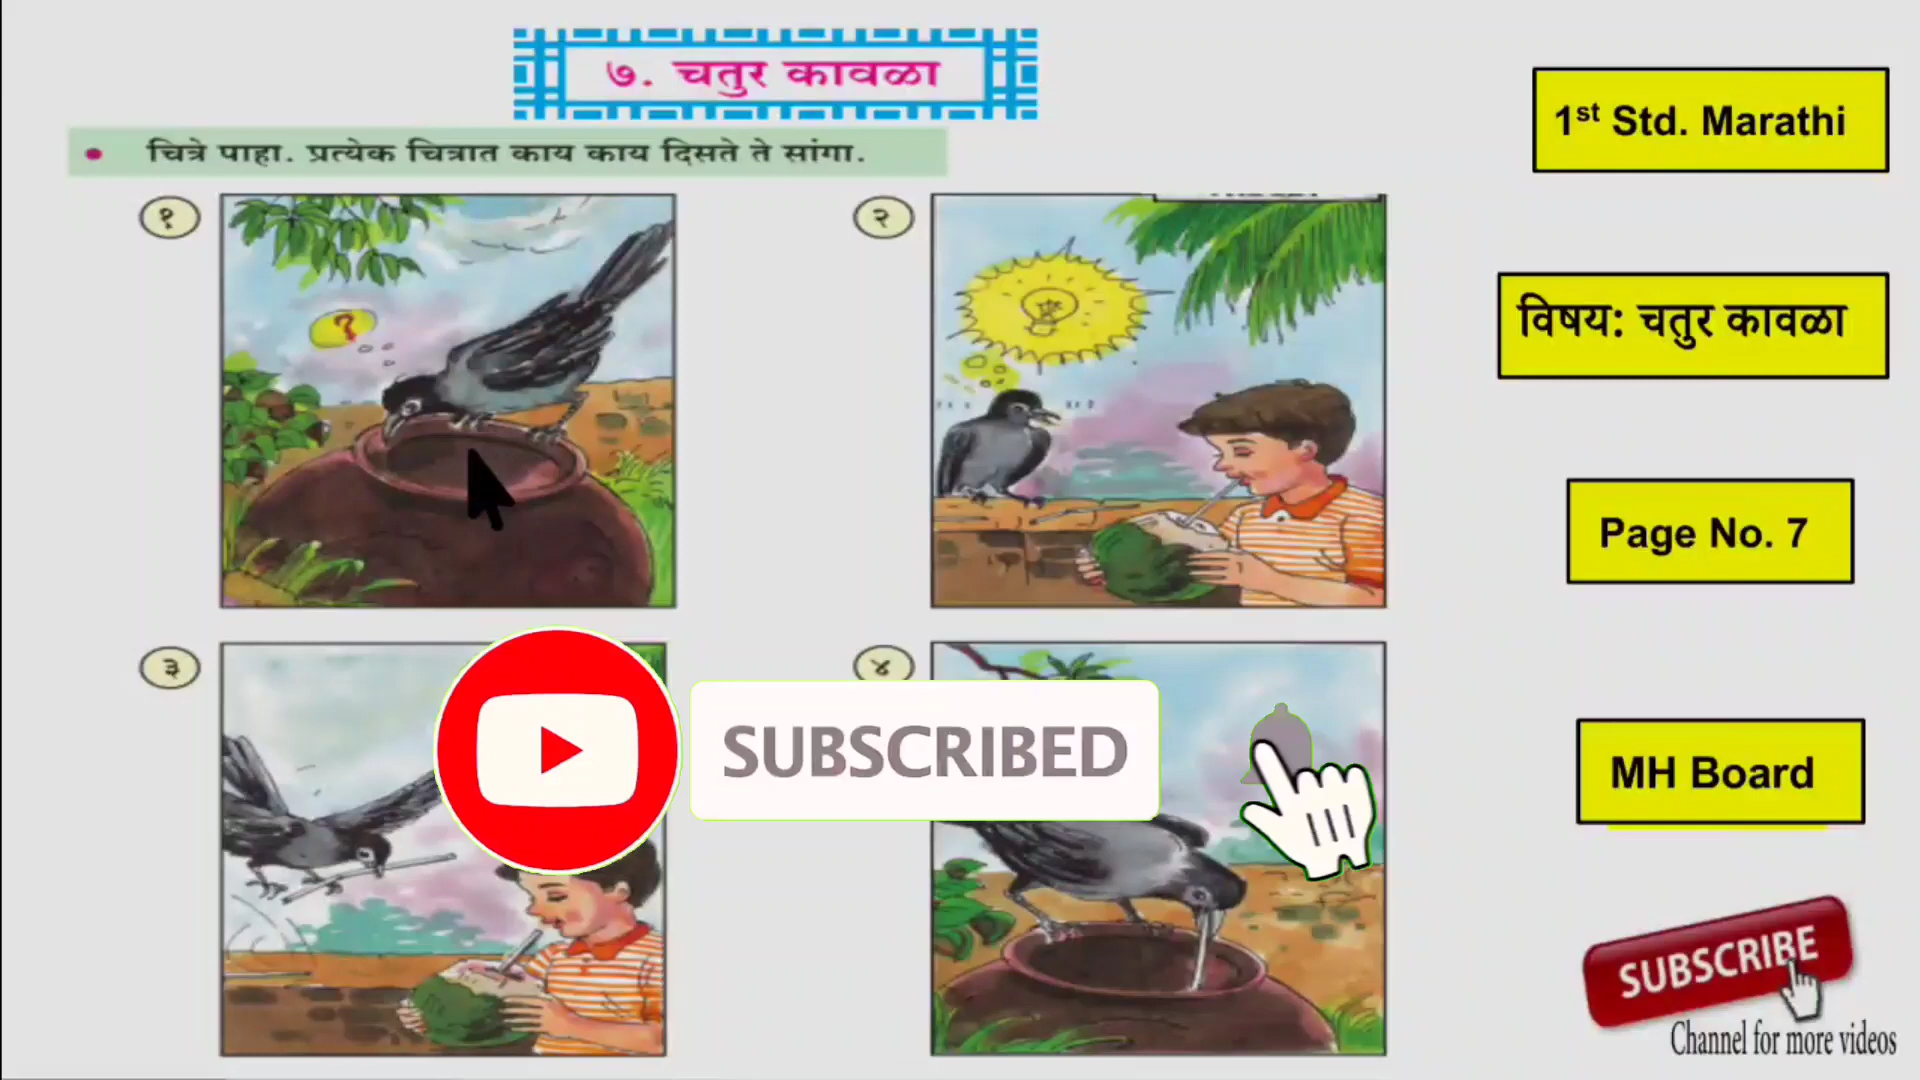 ७. चतुर कावळा
1st Std. Marathi
• चित्रे पाहा. प्रत्येक चित्रात काय काय दिसते ते सांगा.
१
२
?
विषय: चतुर कावळा
Page No. 7
३
४
SUBSCRIBED
MH Board
SUBSCRIBE
Channel for more videos